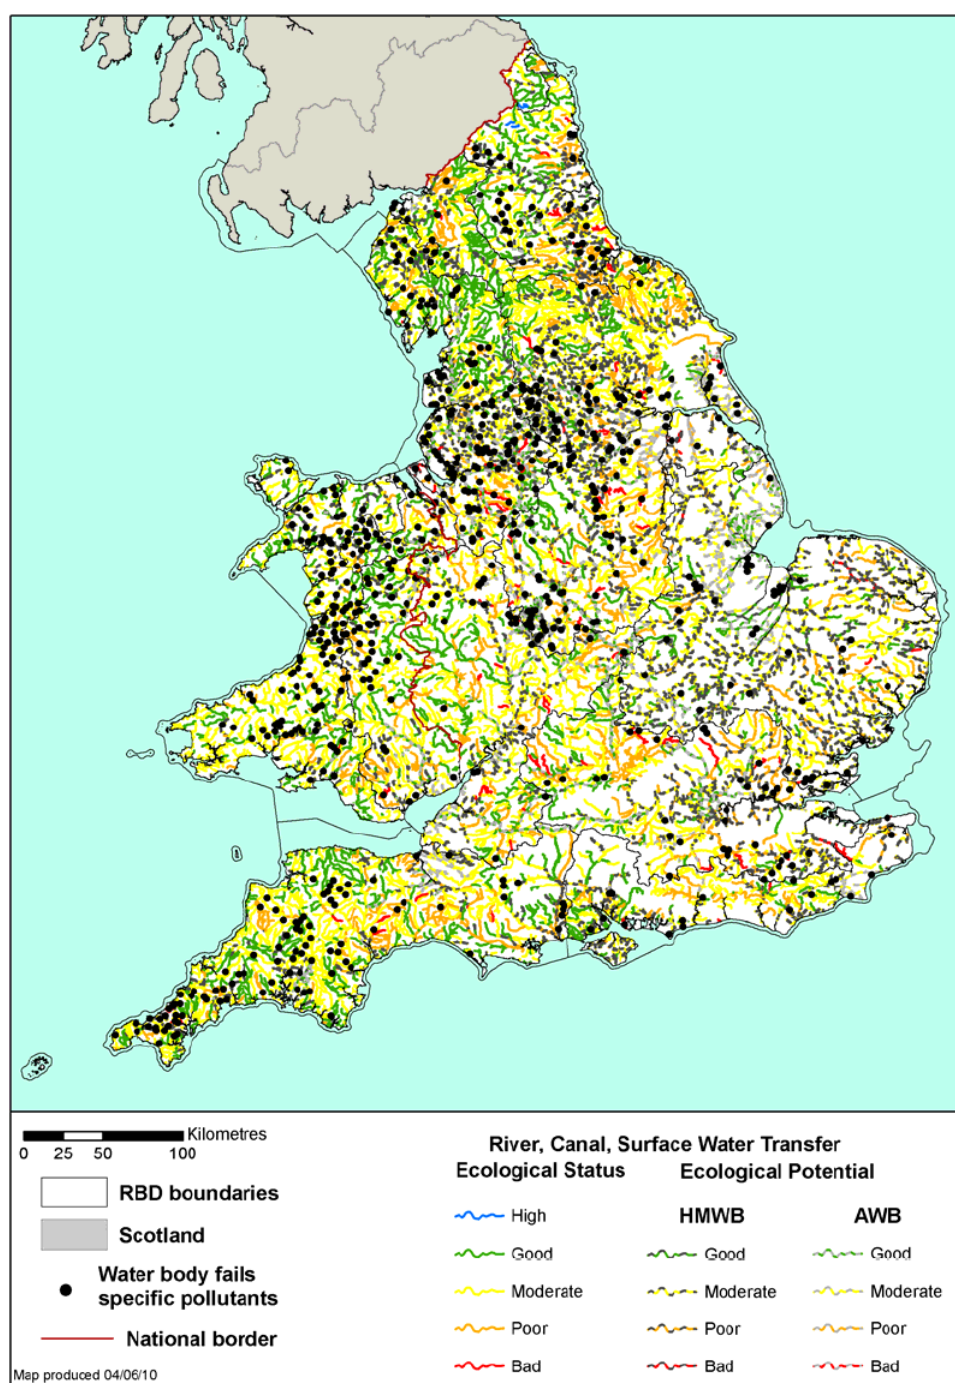 Kilometres
0 25 50 100
RBD boundaries
Scotland
Water body fails
specific pollutants
National border
Map produced 04/06/10
River, Canal, Surface Water Transfer
Ecological Status Ecological Potential
High HMWB AWB
Good Good Good
Moderate Moderate Moderate
Poor Poor Poor
Bad Bad Bad